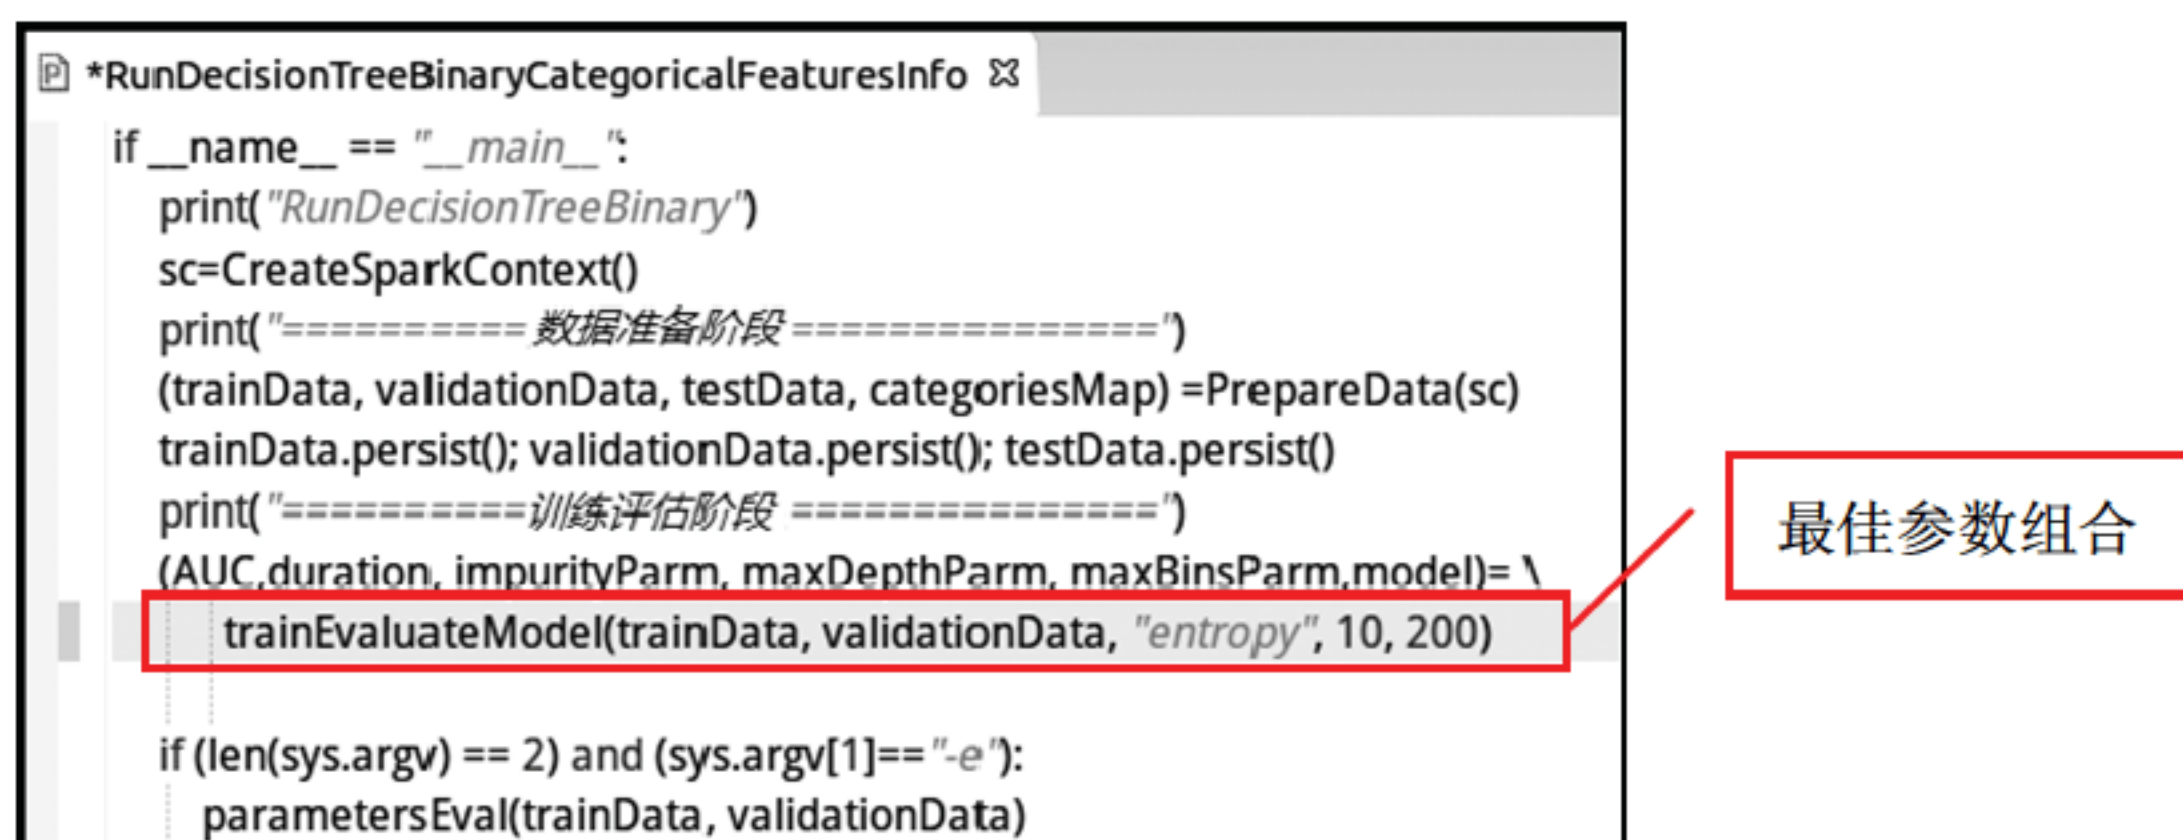 *RunDecisionTreeBinaryCategoricalFeaturesInfo
if __name__ == "__main__":
print("RunDecisionTreeBinary")
sc=CreateSparkContext()
print("==========数据准备阶段===============")
(trainData, validationData, testData, categoriesMap) =PrepareData(sc)
trainData.persist(); validationData.persist(); testData.persist()
print("==========训练评估阶段 ===============")
(AUC,duration, impurityParm, maxDepthParm, maxBinsParm,model)= \
trainEvaluateModel(trainData, validationData, "entropy", 10, 200)
最佳参数组合
if (len(sys.argv) == 2) and (sys.argv[1]=="-e"):
parametersEval(trainData, validationData)